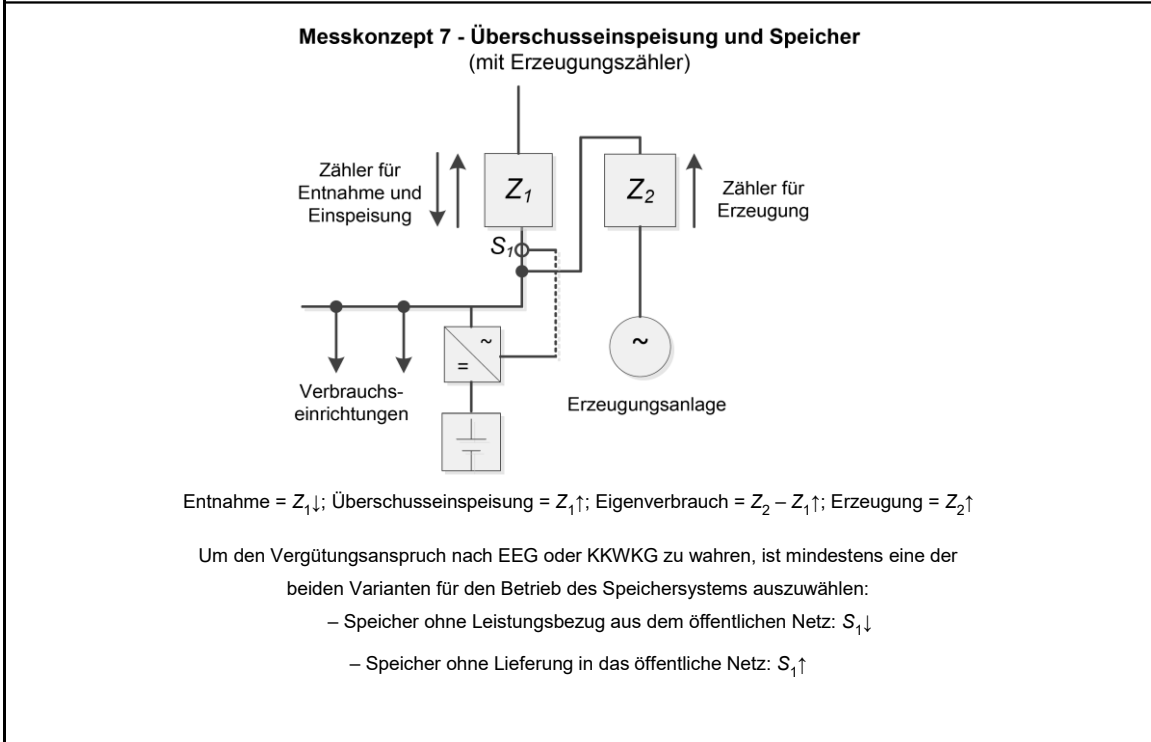 Messkonzept 7 - Überschusseinspeisung und Speicher
(mit Erzeugungszähler)
Zähler für
Entnahme und
Einspeisung
Z1
Z2
Zähler für
Erzeugung
S1
~
=
~
Verbrauchs-
einrichtungen
Erzeugungsanlage
Entnahme = Z1↓; Überschusseinspeisung = Z1↑; Eigenverbrauch = Z2 – Z1↑; Erzeugung = Z2↑
Um den Vergütungsanspruch nach EEG oder KKWKG zu wahren, ist mindestens eine der
beiden Varianten für den Betrieb des Speichersystems auszuwählen:
– Speicher ohne Leistungsbezug aus dem öffentlichen Netz: S1↓
– Speicher ohne Lieferung in das öffentliche Netz: S1↑